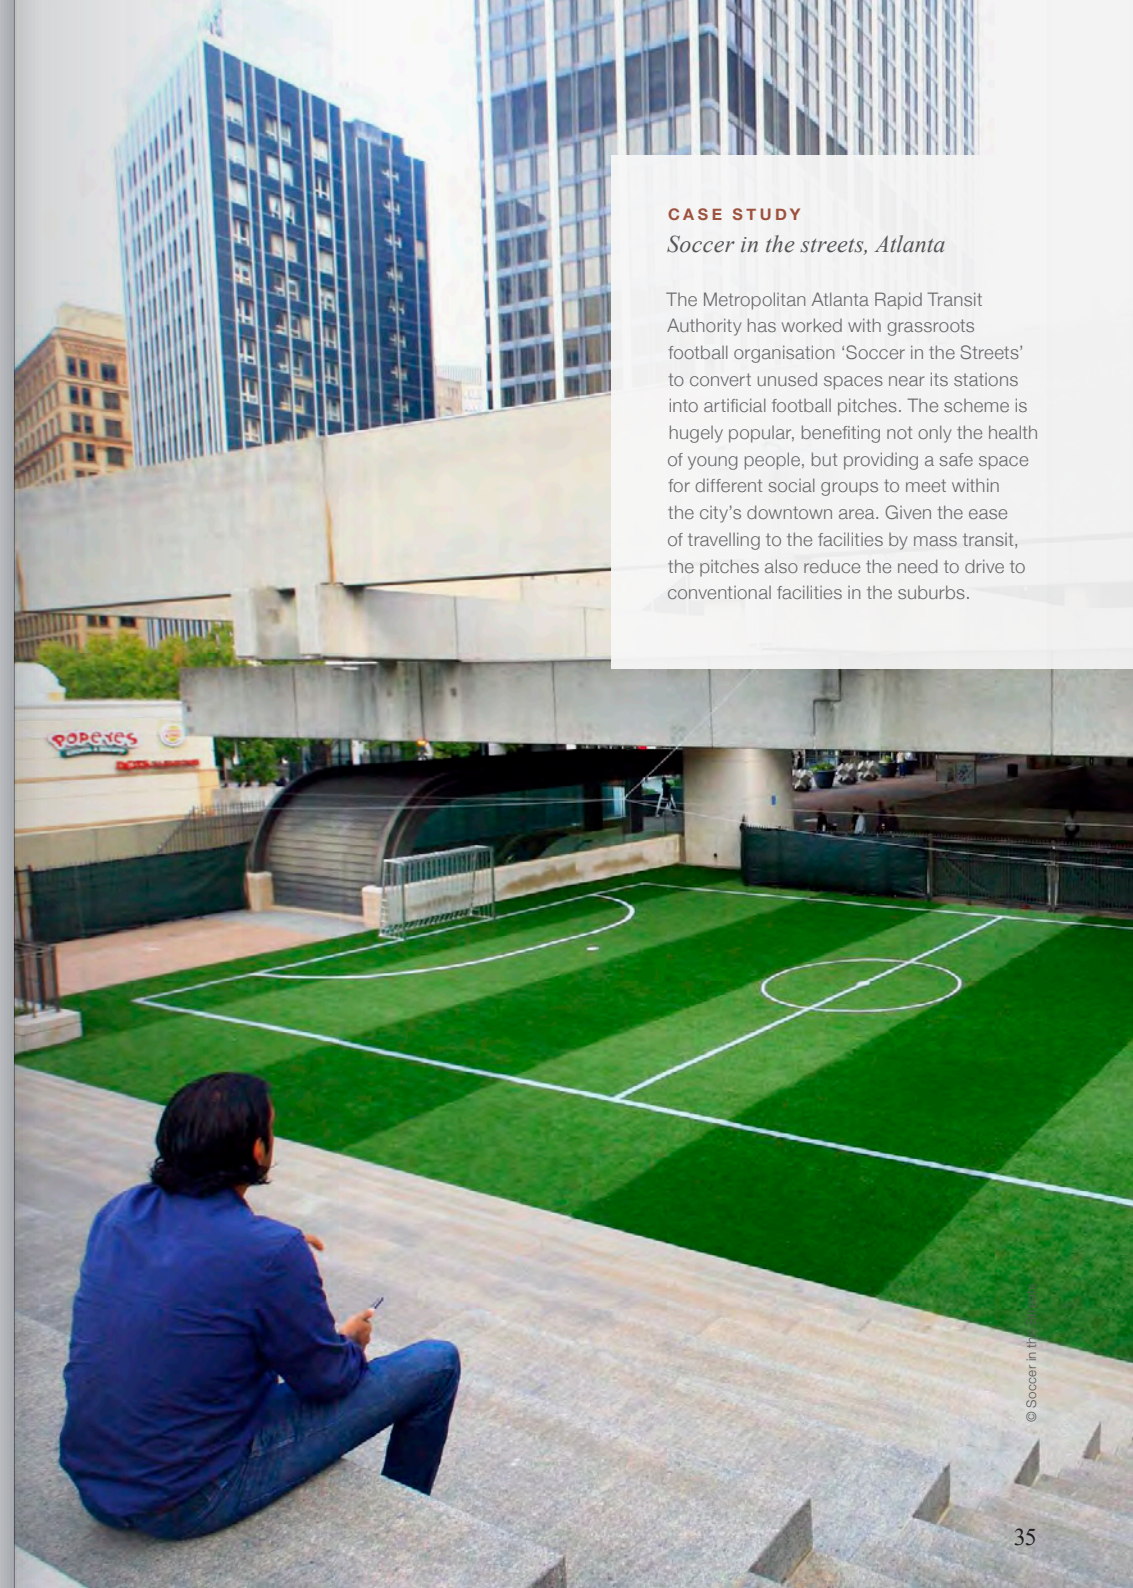 CASE STUDY
Soccer in the streets, Atlanta
The Metropolitan Atlanta Rapid Transit
Authority has worked with grassroots
football organisation ‘Soccer in the Streets’
to convert unused spaces near its stations
into artificial football pitches. The scheme is
hugely popular, benefiting not only the health
of young people, but providing a safe space
for different social groups to meet within
the city’s downtown area. Given the ease
of travelling to the facilities by mass transit,
the pitches also reduce the need to drive to
conventional facilities in the suburbs.
POPEYES
© Soccer in the
35